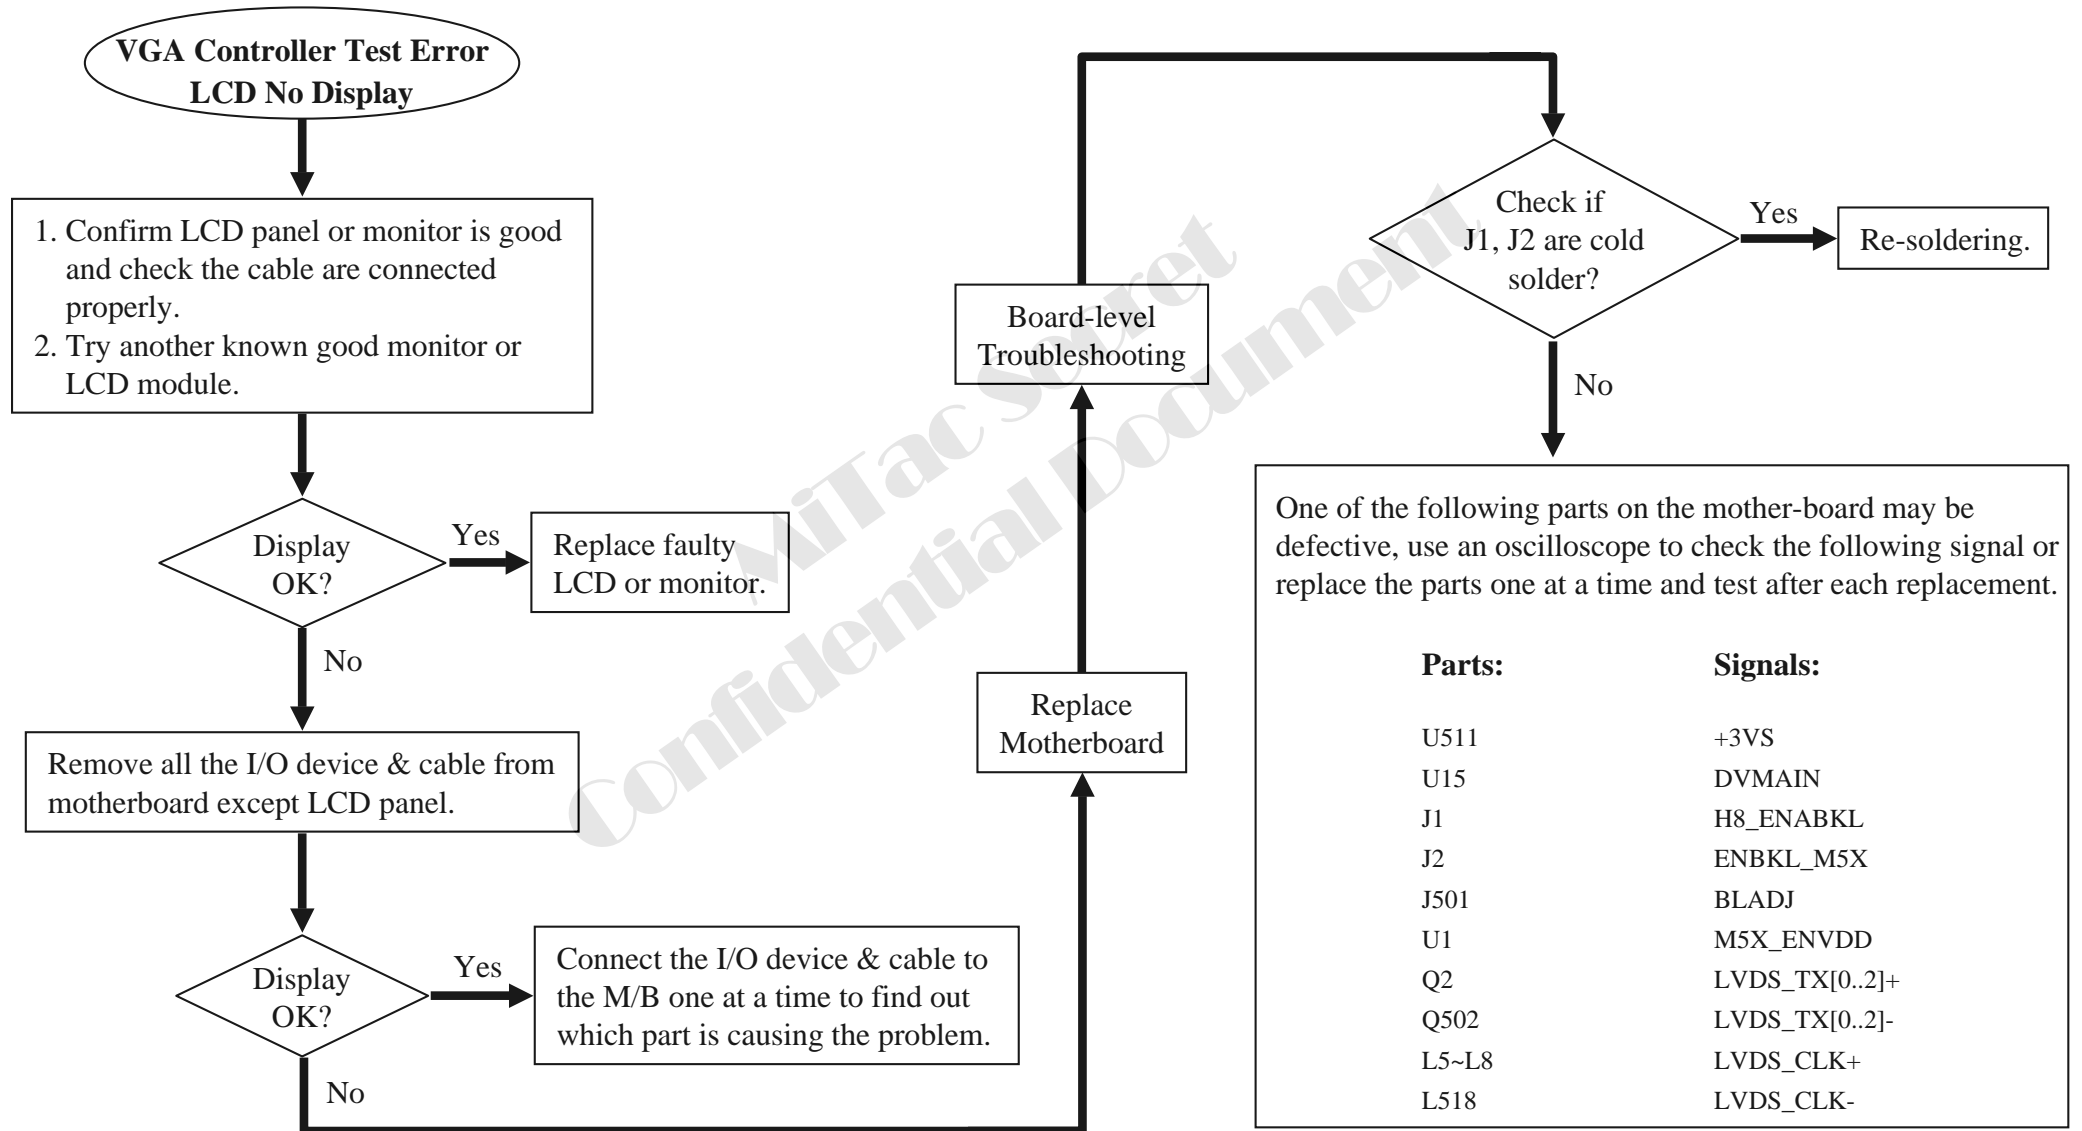 VGA Controller Test Error
LCD No Display
1. Confirm LCD panel or monitor is good
and check the cable are connected
properly.
2. Try another known good monitor or
LCD module.
Display
OK?
Yes
Replace faulty
LCD or monitor.
No
Remove all the I/O device & cable from
motherboard except LCD panel.
Display
OK?
Yes
Connect the I/O device & cable to
the M/B one at a time to find out
which part is causing the problem.
No
Replace
Motherboard
Board-level
Troubleshooting
Check if
J1, J2 are cold
solder?
Yes
Re-soldering.
No
One of the following parts on the mother-board may be
defective, use an oscilloscope to check the following signal or
replace the parts one at a time and test after each replacement.
Parts: Signals:
U511 +3VS
U15 DVMAIN
J1 H8_ENABKL
J2 ENBKL_M5X
J501 BLADJ
U1 M5X_ENVDD
Q2 LVDS_TX[0..2]+
Q502 LVDS_TX[0..2]-
L5~L8 LVDS_CLK+
L518 LVDS_CLK-
MiTac Secret
Confidential Document